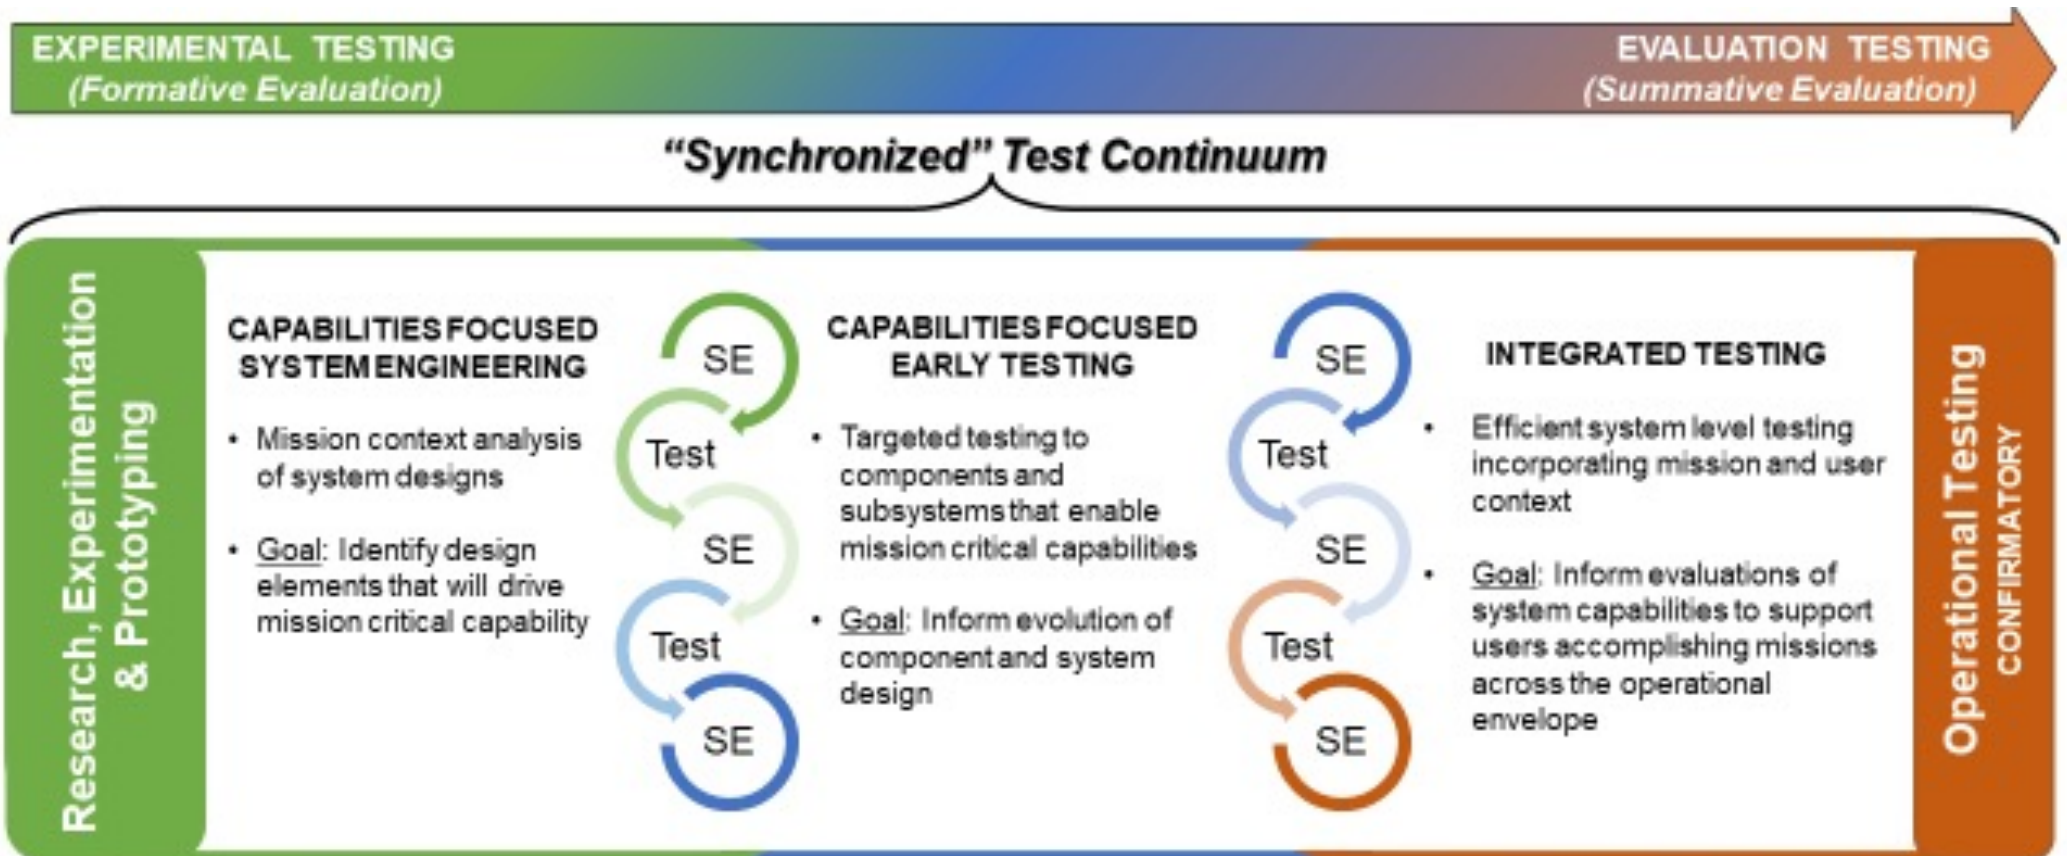 EXPERIMENTAL TESTING
(Formative Evaluation)
EVALUATION TESTING
(Summative Evaluation)
“Synchronized” Test Continuum
Research, Experimentation
& Prototyping
CAPABILITIES FOCUSED
SYSTEM ENGINEERING
• Mission context analysis
of system designs
• Goal: Identify design
elements that will drive
mission critical capability
SE
Test
SE
Test
SE
CAPABILITIES FOCUSED
EARLY TESTING
• Targeted testing to
components and
subsystems that enable
mission critical capabilities
• Goal: Inform evolution of
component and system
design
SE
Test
SE
Test
SE
INTEGRATED TESTING
• Efficient system level testing
incorporating mission and user
context
• Goal: Inform evaluations of
system capabilities to support
users accomplishing missions
across the operational
envelope
Operational Testing
CONFIRMATORY